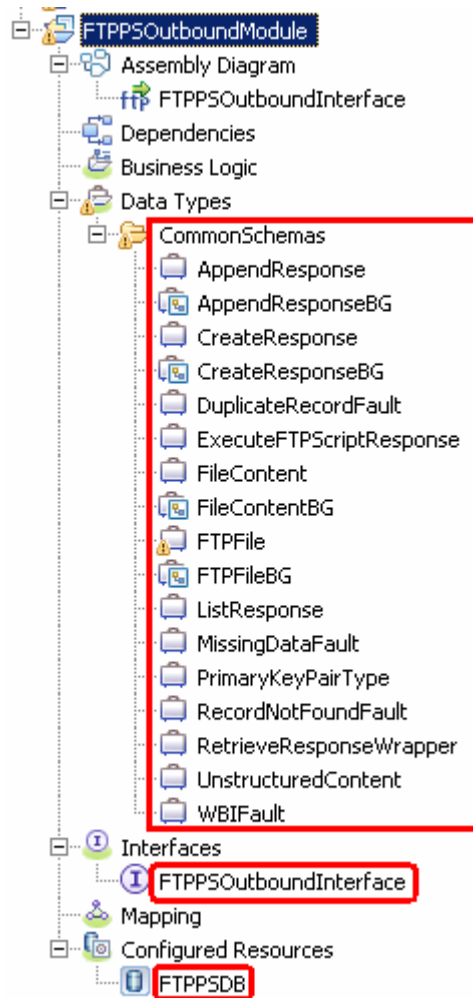 FTPPSOutboundModule
Assembly Diagram
ftp FTPPSOutboundInterface
Dependencies
Business Logic
Data Types
CommonSchemas
AppendResponse
AppendResponseBG
CreateResponse
CreateResponseBG
DuplicateRecordFault
ExecuteFTPScriptResponse
FileContent
FileContentBG
FTPFile
FTPFileBG
ListResponse
MissingDataFault
PrimaryKeyPairType
RecordNotFoundFault
RetrieveResponseWrapper
UnstructuredContent
WBIFault
Interfaces
I FTPPSOutboundInterface
Mapping
Configured Resources
FTPPSDB